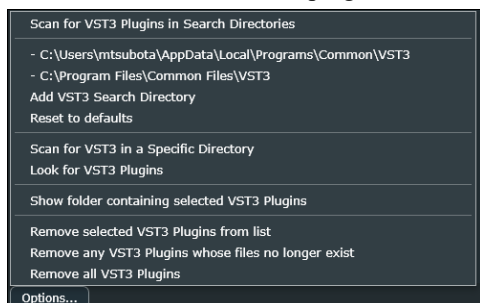 Scan for VST3 Plugins in Search Directories
- C:\Users\mtsubota\AppData\Local\Programs\Common\VST3
- C:\Program Files\Common Files\VST3
Add VST3 Search Directory
Reset to defaults
Scan for VST3 in a Specific Directory
Look for VST3 Plugins
Show folder containing selected VST3 Plugins
Remove selected VST3 Plugins from list
Remove any VST3 Plugins whose files no longer exist
Remove all VST3 Plugins
Options...